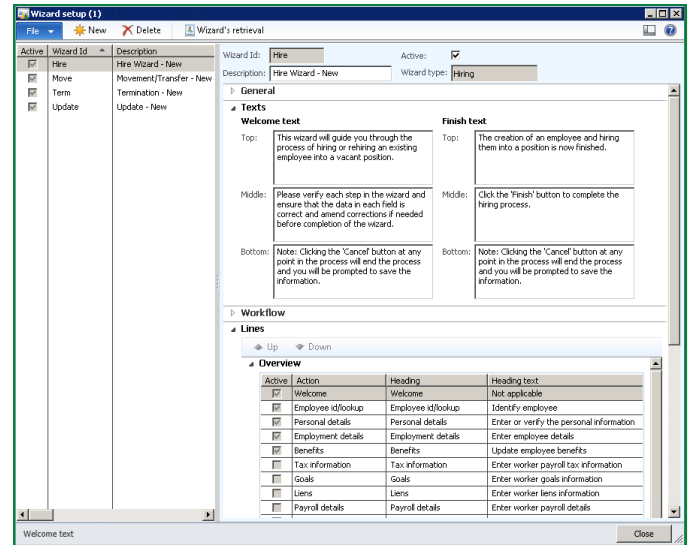 Wizard setup (1)
File New Delete Wizard's retrieval
Active Wizard Id Description
Hire Hire Wizard - New
Move Movement/Transfer - New
Term Termination - New
Update Update - New
Wizard Id: Hire Active:
Description: Hire Wizard - New Wizard type: Hiring
General
Texts
Welcome text
Top: This wizard will guide you through the
process of hiring or rehiring an existing
employee into a vacant position.
Middle: Please verify each step in the wizard and
ensure that the data in each field is
correct and amend corrections if needed
before completion of the wizard.
Bottom: Note: Clicking the 'Cancel' button at any
point in the process will end the process
and you will be prompted to save the
information.
Finish text
Top: The creation of an employee and hiring
them into a position is now finished.
Middle: Click the 'Finish' button to complete the
hiring process.
Bottom: Note: Clicking the 'Cancel' button at any
point in the process will end the process
and you will be prompted to save the
information.
Workflow
Lines
Up Down
Overview
Active Action Heading Heading text
Welcome Welcome Not applicable
Employee id/lookup Employee id/lookup Identify employee
Personal details Personal details Enter or verify the personal information
Employment details Employment details Enter employee details
Benefits Benefits Update employee benefits
Tax information Tax information Enter worker payroll tax information
Goals Goals Enter worker goals information
Liens Liens Enter worker liens information
Payroll details Payroll details Enter worker payroll details
Welcome text Close